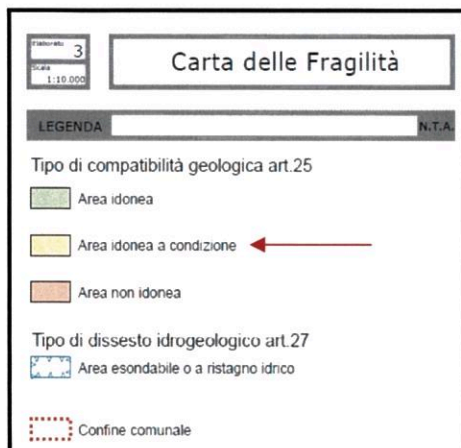 Elaborato 3
Carta delle Fragilità
Scala
1:10.000
LEGENDA
N.T.A.
Tipo di compatibilità geologica art.25
Area idonea
Area idonea a condizione
Area non idonea
Tipo di dissesto idrogeologico art.27
Area esondabile o a ristagno idrico
Confine comunale